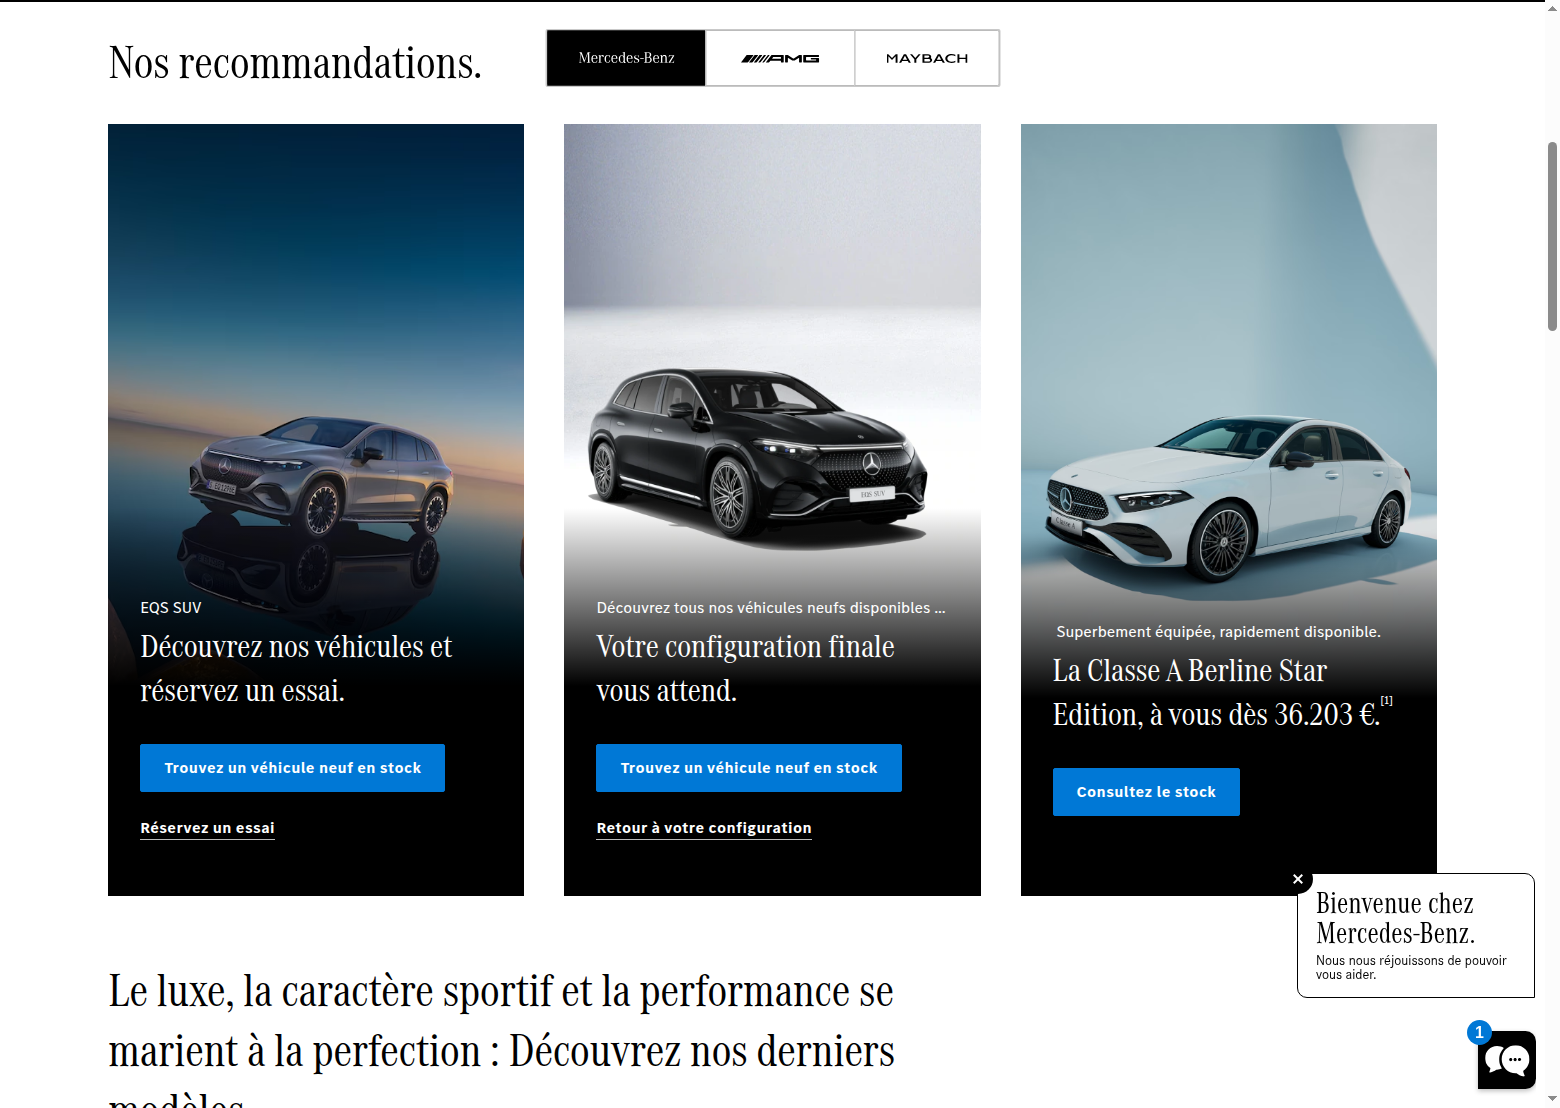 Nos recommandations.
Mercedes-Benz
AMG
MAYBACH
EQS SUV
Découvrez nos véhicules et
réservez un essai.
Trouvez un véhicule neuf en stock
Réservez un essai
EQS SUV
Découvrez tous nos véhicules neufs disponibles ...
Votre configuration finale
vous attend.
Trouvez un véhicule neuf en stock
Retour à votre configuration
Classe A
Superbement équipée, rapidement disponible.
La Classe A Berline Star
Edition, à vous dès 36.203 €.[1]
Consultez le stock
Bienvenue chez
Mercedes-Benz.
Nous nous réjouissons de pouvoir
vous aider.
1
Le luxe, la caractère sportif et la performance se
marient à la perfection : Découvrez nos derniers
modèles